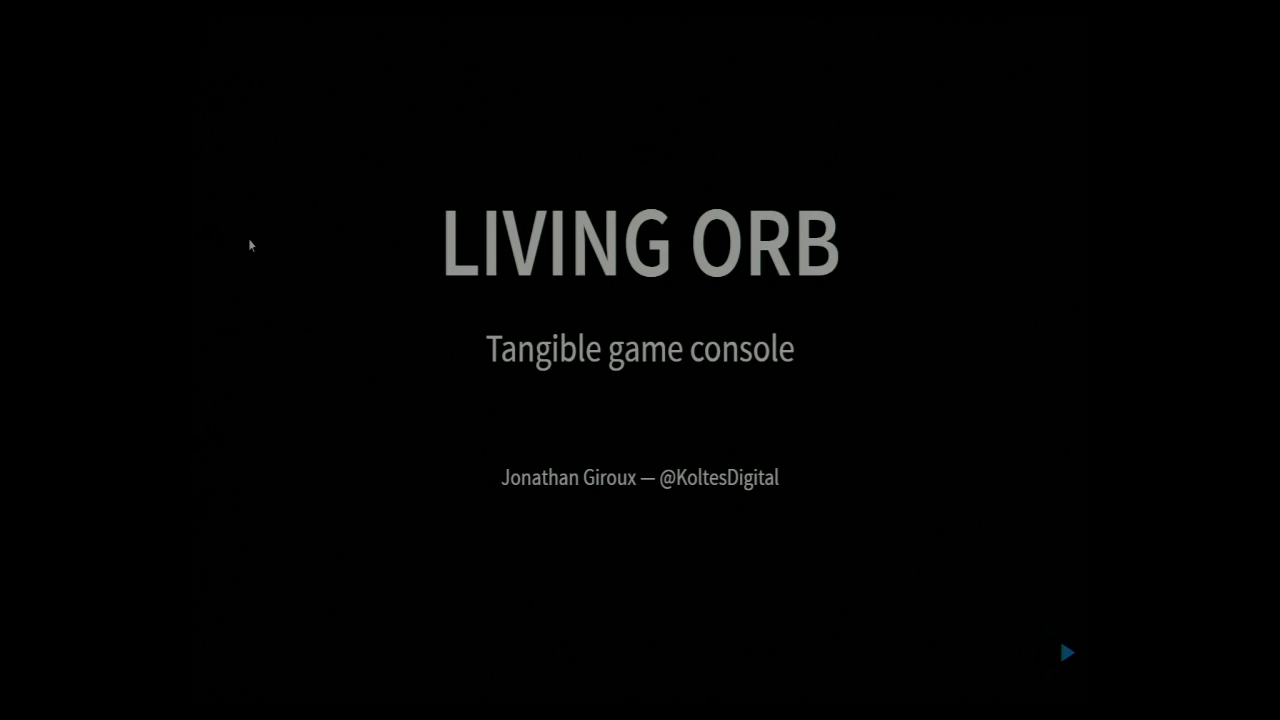 LIVING ORB
Tangible game console
Jonathan Giroux — @KoltesDigital